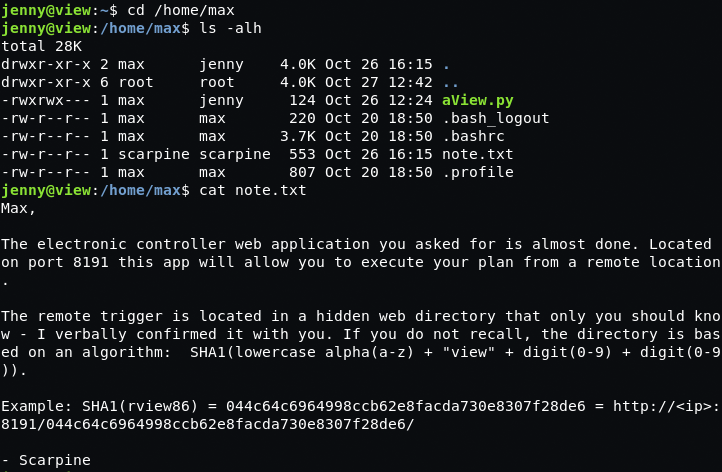 jenny@view:~$ cd /home/max
jenny@view:/home/max$ ls -alh
total 28K
drwxr-xr-x 2 max      jenny    4.0K Oct 26 16:15 .
drwxr-xr-x 6 root     root     4.0K Oct 27 12:42 ..
-rwxrwx--- 1 max      jenny     124 Oct 26 12:24 aView.py
-rw-r--r-- 1 max      max       220 Oct 20 18:50 .bash_logout
-rw-r--r-- 1 max      max      3.7K Oct 20 18:50 .bashrc
-rw-r--r-- 1 scarpine scarpine  553 Oct 26 16:15 note.txt
-rw-r--r-- 1 max      max       807 Oct 20 18:50 .profile
jenny@view:/home/max$ cat note.txt
Max,
The electronic controller web application you asked for is almost done. Located
on port 8191 this app will allow you to execute your plan from a remote location
.
The remote trigger is located in a hidden web directory that only you should kno
w - I verbally confirmed it with you. If you do not recall, the directory is bas
ed on an algorithm:  SHA1(lowercase alpha(a-z) + "view" + digit(0-9) + digit(0-9
)).
Example: SHA1(rview86) = 044c64c6964998ccb62e8facda730e8307f28de6 = http://<ip>:
8191/044c64c6964998ccb62e8facda730e8307f28de6/
- Scarpine